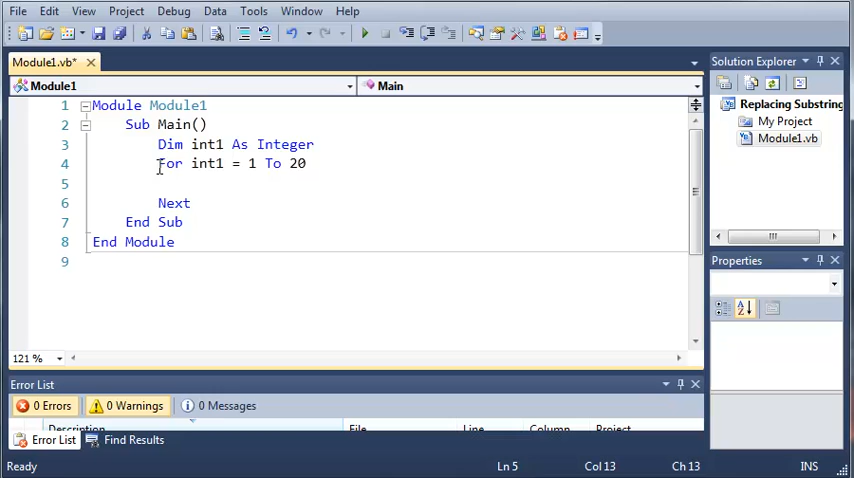 File Edit View Project Debug Data Tools Window Help
Module1.vb*
Module1 Main
1 Module Module1
2 Sub Main()
3 Dim int1 As Integer
4 For int1 = 1 To 20
5
6 Next
7 End Sub
8 End Module
9
121 %
Error List
0 Errors 0 Warnings 0 Messages
Description File Line Column Project
Error List Find Results
Solution Explorer
Replacing Substring
My Project
Module1.vb
Properties
Ready Ln 5 Col 13 Ch 13 INS